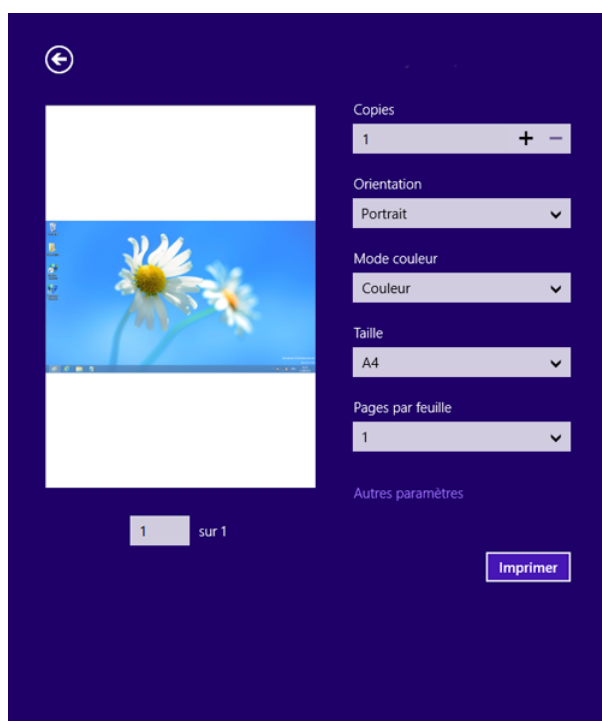 Copies
1
Orientation
Portrait
Mode couleur
Couleur
Taille
A4
Pages par feuille
1
Autres paramètres
1 sur 1
Imprimer